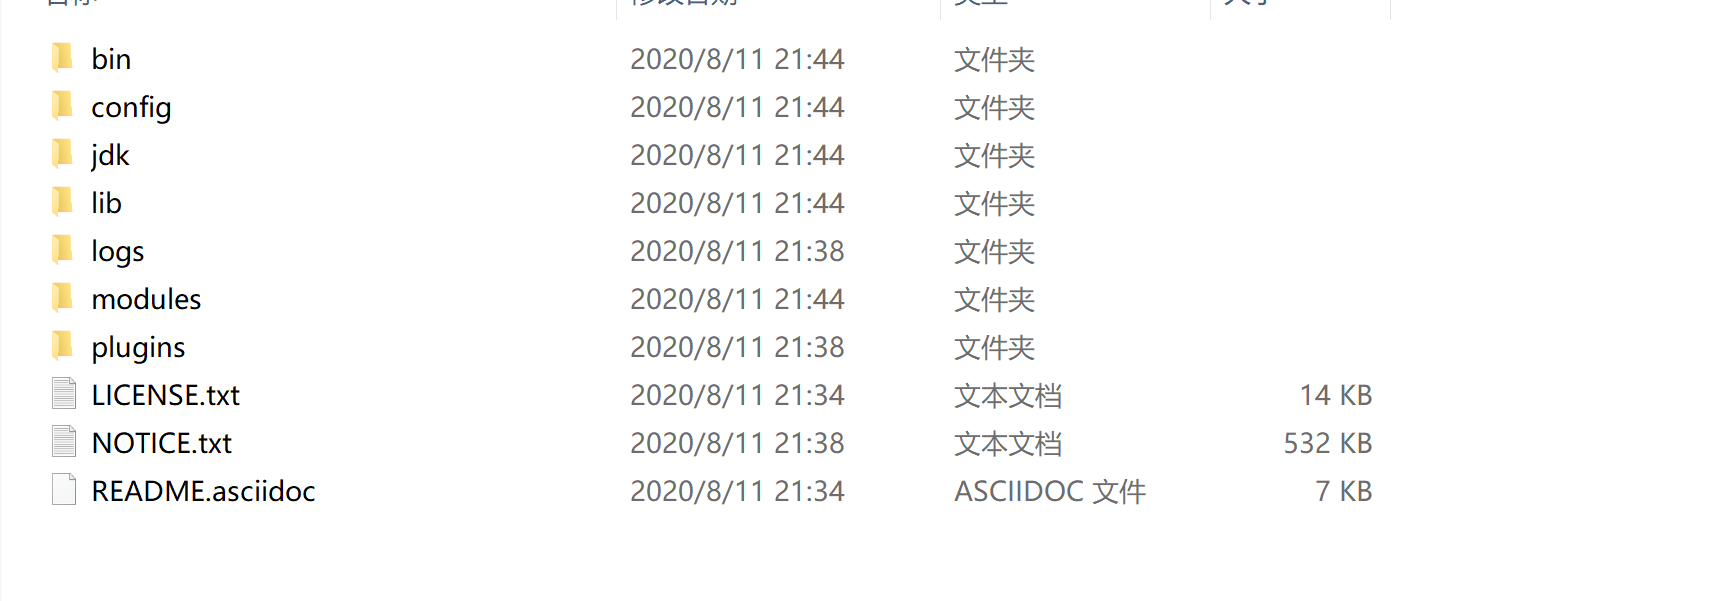 bin 2020/8/11 21:44 文件夹
config 2020/8/11 21:44 文件夹
jdk 2020/8/11 21:44 文件夹
lib 2020/8/11 21:44 文件夹
logs 2020/8/11 21:38 文件夹
modules 2020/8/11 21:44 文件夹
plugins 2020/8/11 21:38 文件夹
LICENSE.txt 2020/8/11 21:34 文本文档 14 KB
NOTICE.txt 2020/8/11 21:38 文本文档 532 KB
README.asciidoc 2020/8/11 21:34 ASCIIDOC 文件 7 KB